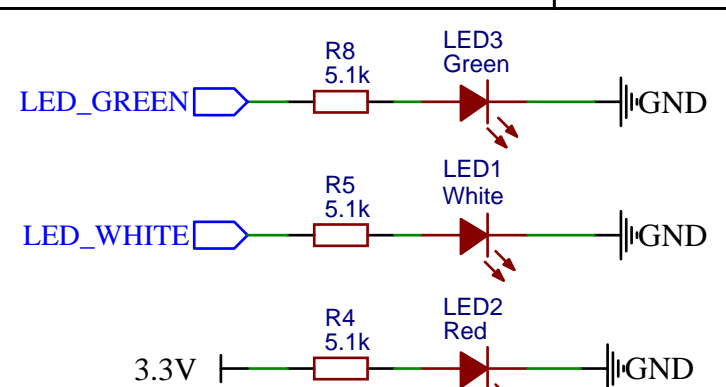 R8
5.1k
LED3
Green
LED_GREEN
GND
R5
5.1k
LED1
White
LED_WHITE
GND
R4
5.1k
LED2
Red
3.3V
GND